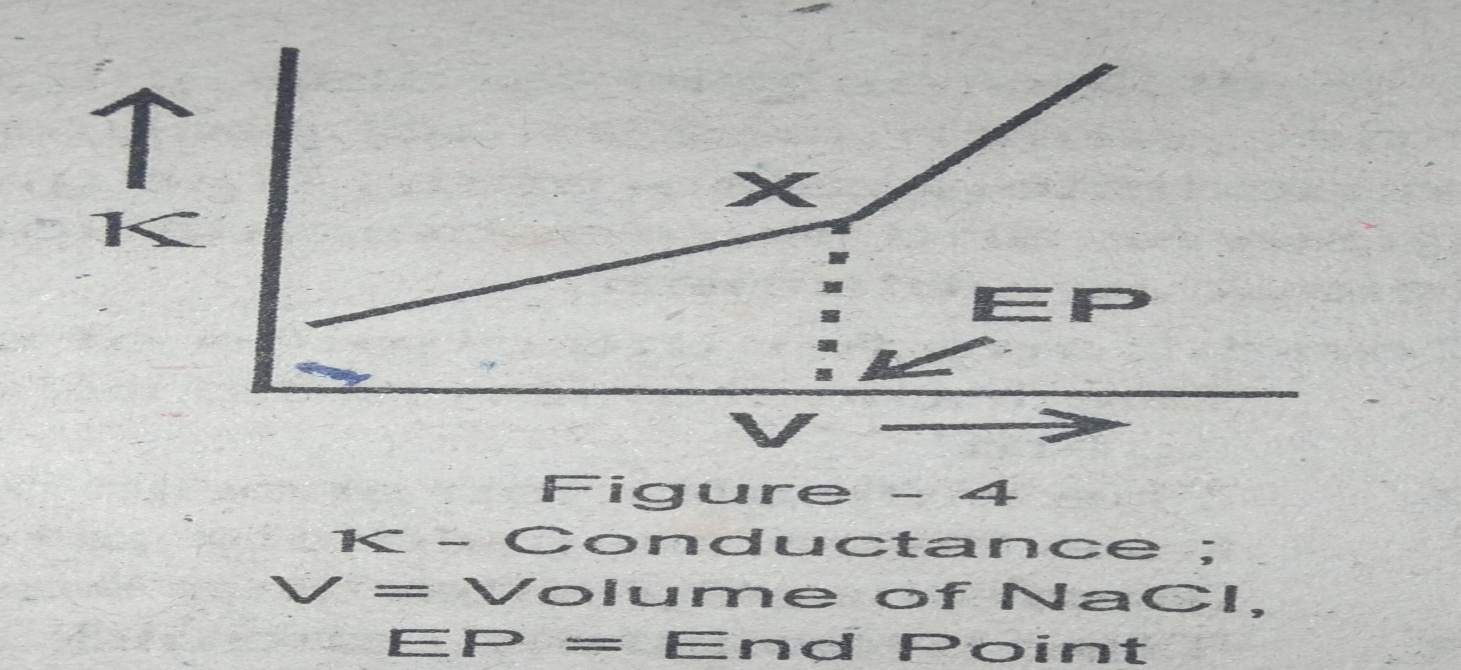 X
κ
EP
V
Figure - 4
κ - Conductance ;
V = Volume of NaCl,
EP = End Point